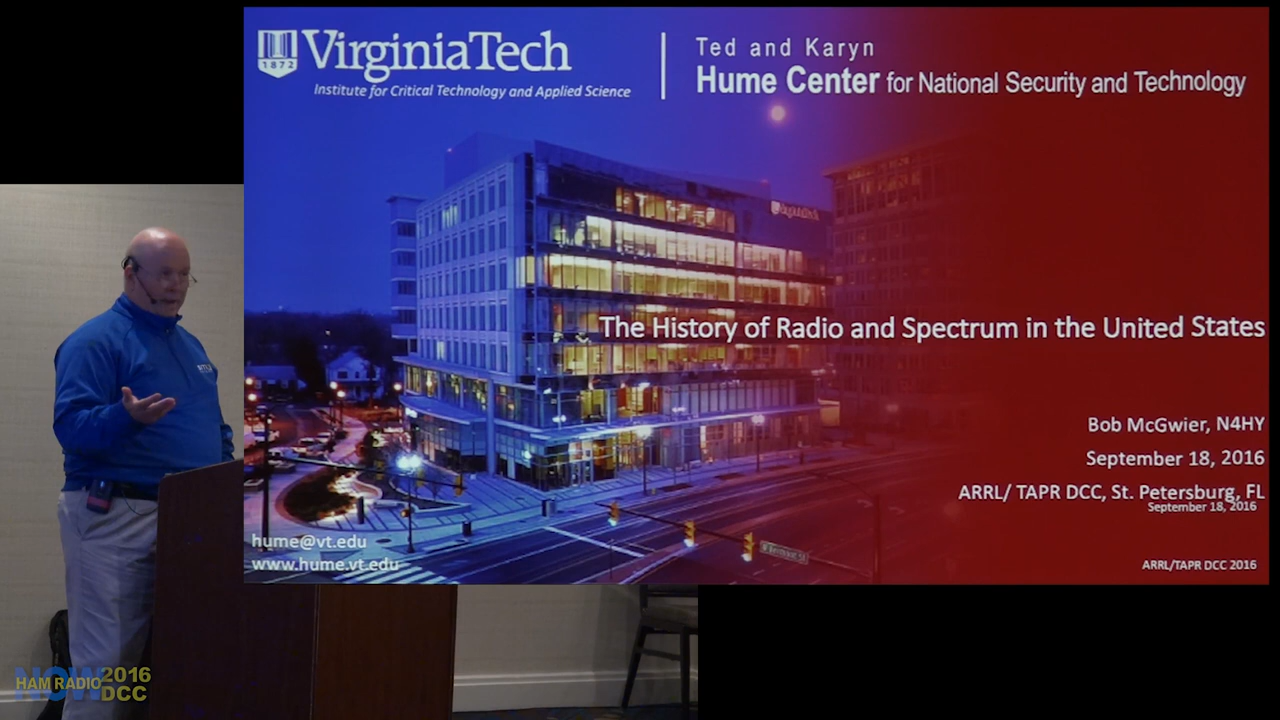 VirginiaTech
1872
Institute for Critical Technology and Applied Science
Ted and Karyn
Hume Center for National Security and Technology
VirginiaTech
The History of Radio and Spectrum in the United States
Bob McGwier, N4HY
September 18, 2016
ARRL/ TAPR DCC, St. Petersburg, FL
September 18, 2016
hume@vt.edu
www.hume.vt.edu
ARRL/TAPR DCC 2016
NOW
HAM RADIO
2016
DCC